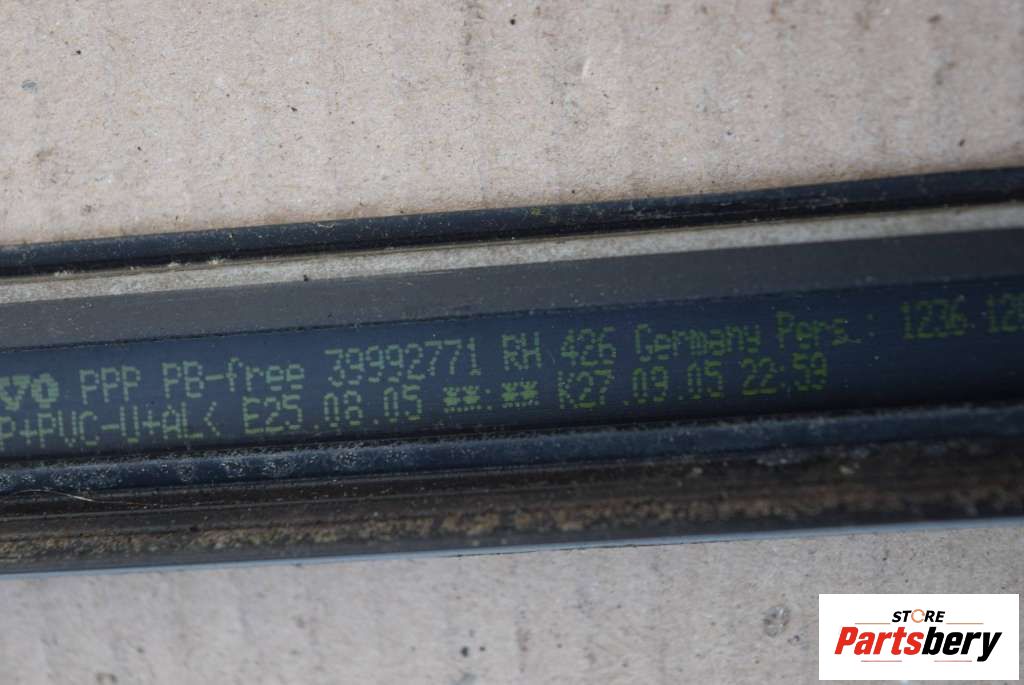 VO PPP PB-free 39992771 RH 426 Germany Pers.: 1236
P+PVC-U+AL< E25.08.05 **:** K27.09.05 22:59
STORE
Partsbery